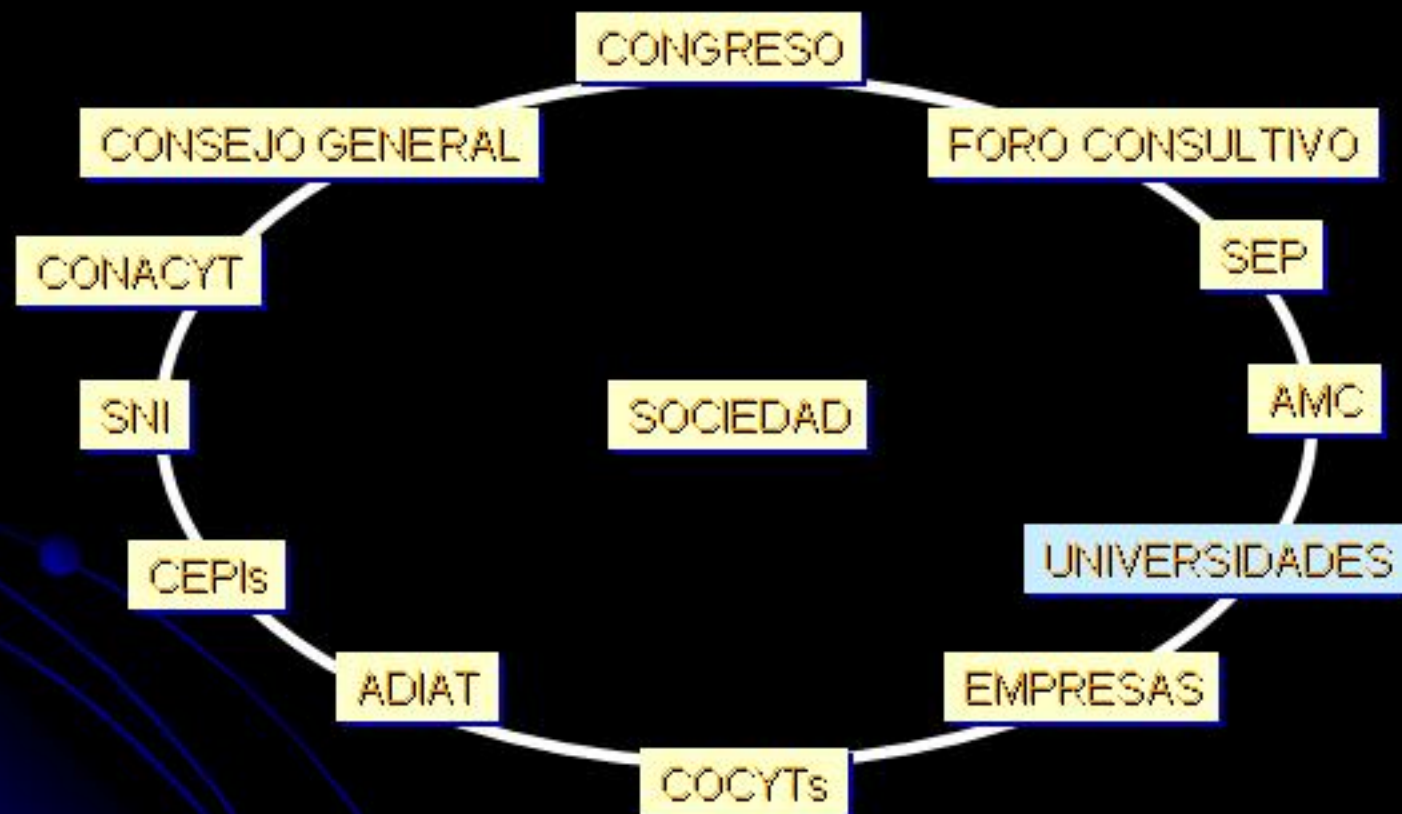 CONGRESO
CONSEJO GENERAL
FORO CONSULTIVO
CONACYT
SEP
SNI
SOCIEDAD
AMC
CEPIs
UNIVERSIDADES
ADIAT
EMPRESAS
COCYTs